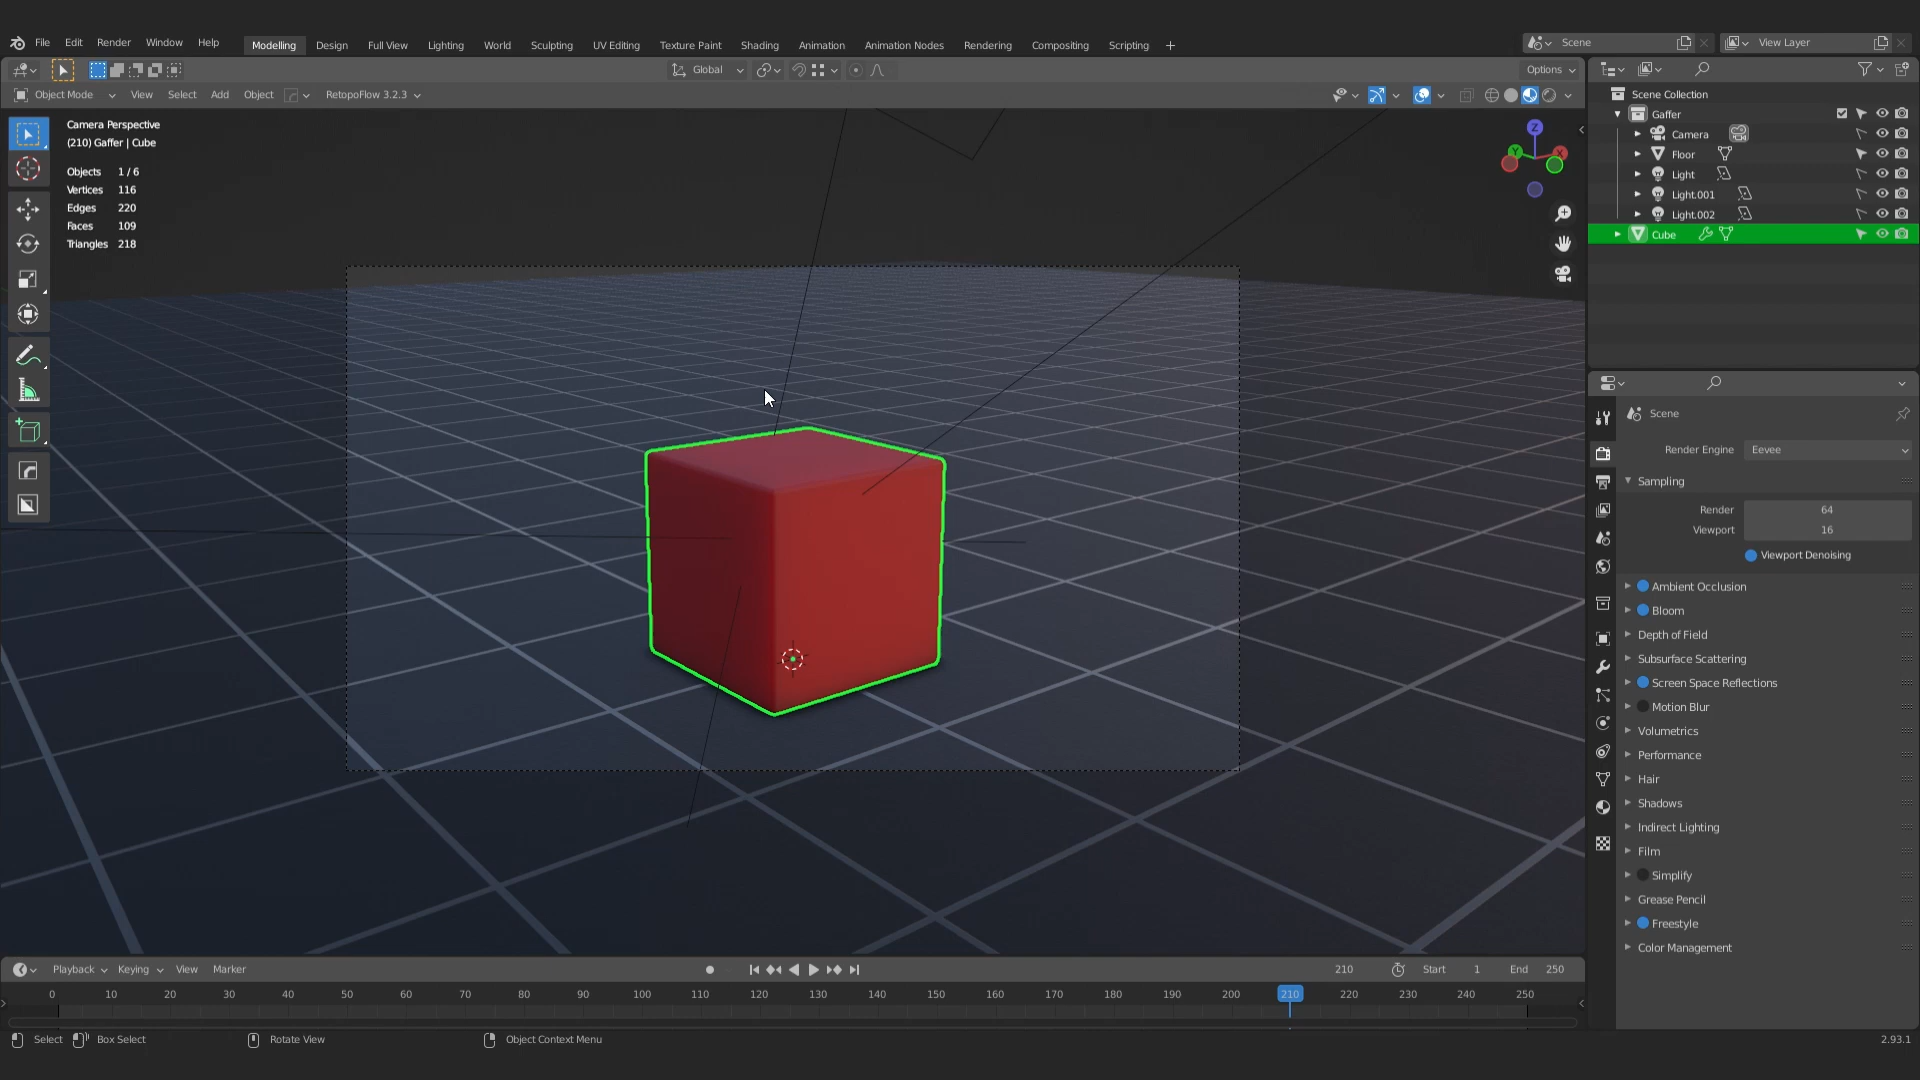 File Edit Render Window Help Modelling Design Full View Lighting World Sculpting UV Editing Texture Paint Shading Animation Animation Nodes Rendering Compositing Scripting + Scene View Layer
Global Options
Object Mode View Select Add Object RetopoFlow 3.2.3
Camera Perspective
(210) Gaffer | Cube
Objects 1 / 6
Vertices 116
Edges 220
Faces 109
Triangles 218
Z
Y
X
Scene Collection
Gaffer
Camera
Floor
Light
Light.001
Light.002
Cube
Scene
Render Engine Eevee
Sampling
Render 64
Viewport 16
Viewport Denoising
Ambient Occlusion
Bloom
Depth of Field
Subsurface Scattering
Screen Space Reflections
Motion Blur
Volumetrics
Performance
Hair
Shadows
Indirect Lighting
Film
Simplify
Grease Pencil
Freestyle
Color Management
Playback Keying View Marker 210 Start 1 End 250
0 10 20 30 40 50 60 70 80 90 100 110 120 130 140 150 160 170 180 190 200 210 220 230 240 250
Select Box Select Rotate View Object Context Menu 2.93.1